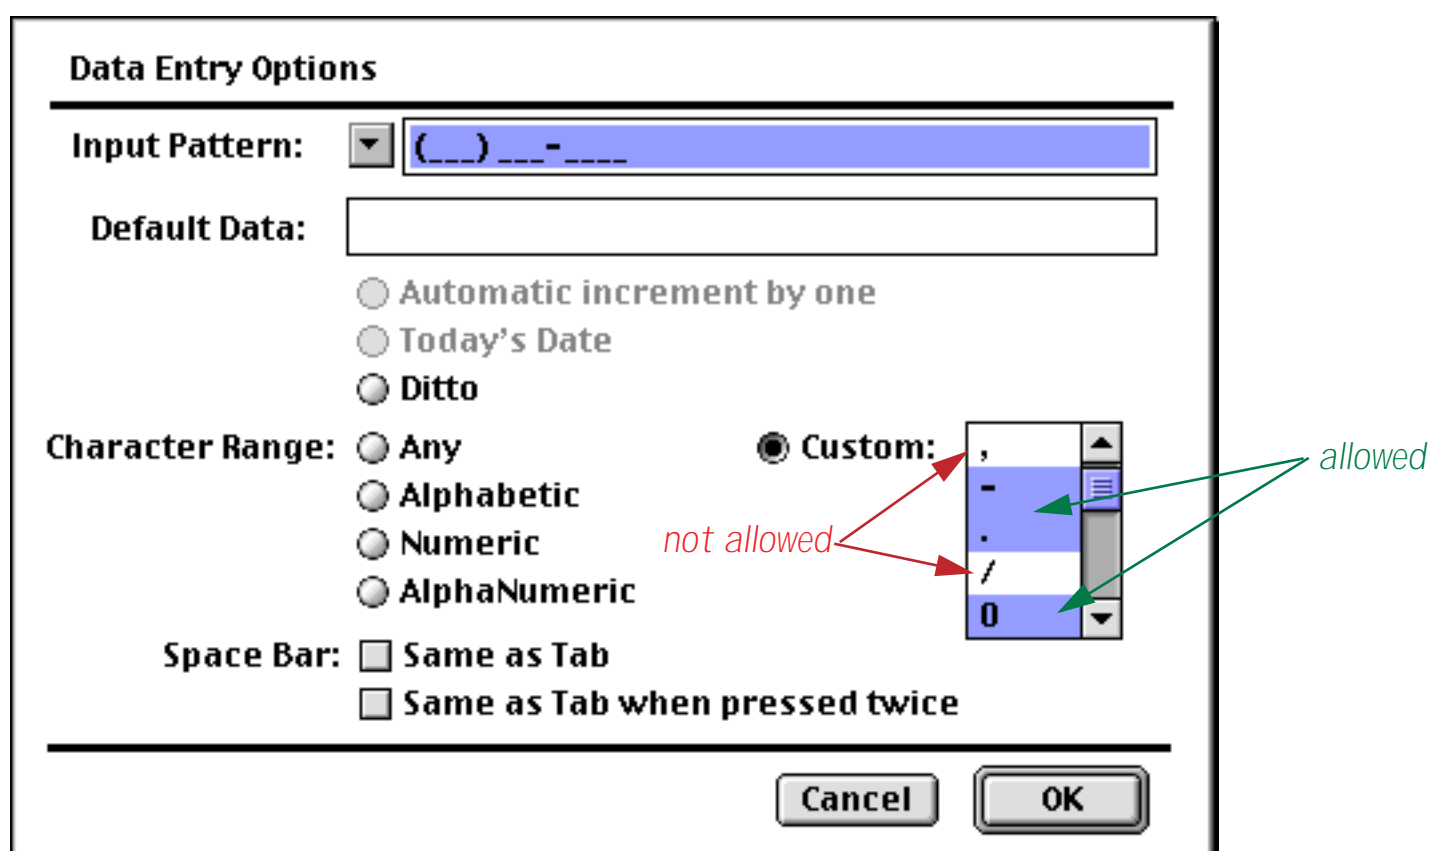 Data Entry Options
Input Pattern: (___) ___-____
Default Data:
Automatic increment by one
Today's Date
Ditto
Character Range: Any Custom: ,
allowed
Alphabetic -
Numeric not allowed .
/
AlphaNumeric 0
Space Bar: Same as Tab
Same as Tab when pressed twice
Cancel OK